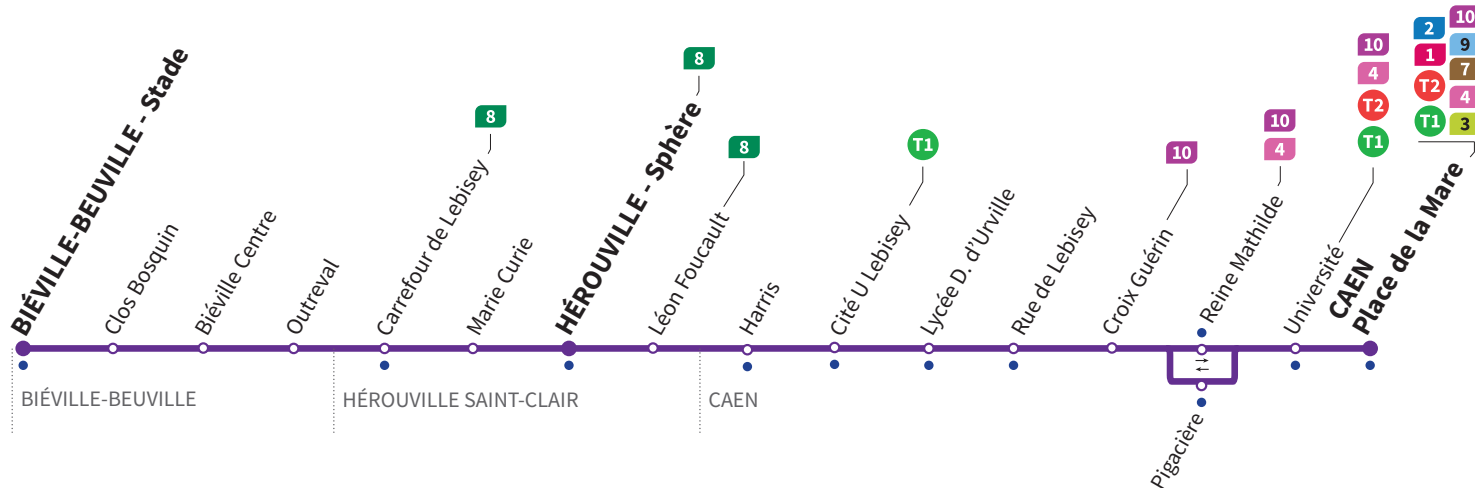 BIÉVILLE-BEUVILLE - Stade
Clos Bosquin
Biéville Centre
Outreval
Carrefour de Lebisey
8
Marie Curie
HÉROUVILLE - Sphère
8
Léon Foucault
8
Harris
Cité U Lebisey
T1
Lycée D. d'Urville
Rue de Lebisey
Croix Guérin
10
Reine Mathilde
10
4
Pigacière
Université
10
4
T2
T1
CAEN
Place de la Mare
2
1
T2
T1
10
9
7
4
3
BIÉVILLE-BEUVILLE
HÉROUVILLE SAINT-CLAIR
CAEN